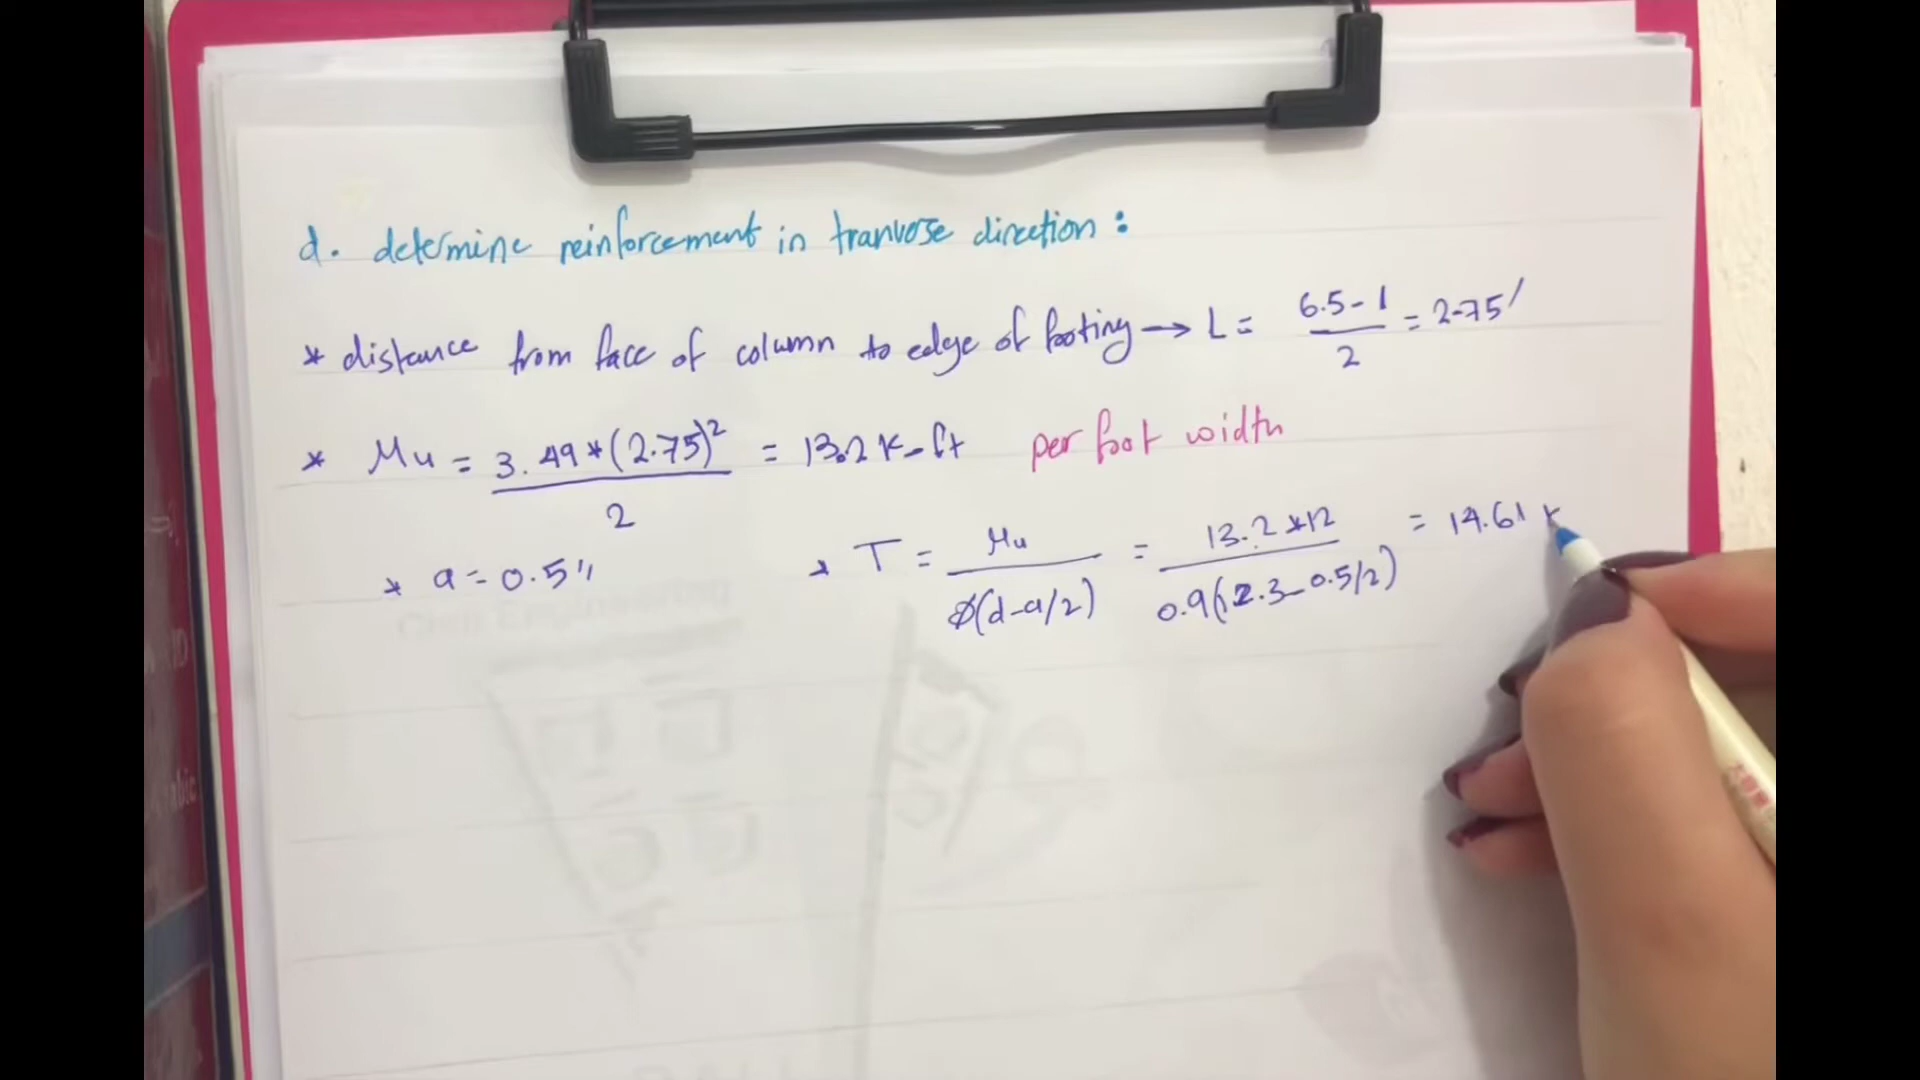 d. determine reinforcement in tranvose direction :
* distance from face of column to edge of footing → L = (6.5 - 1) / 2 = 2.75'
* Mu = 3.49 * (2.75)² / 2 = 13.2 K-ft per foot width
* a = 0.5" * T = Mu / Ø(d - a/2) = 13.2 * 12 / 0.9(12.3 - 0.5/2) = 14.61 K